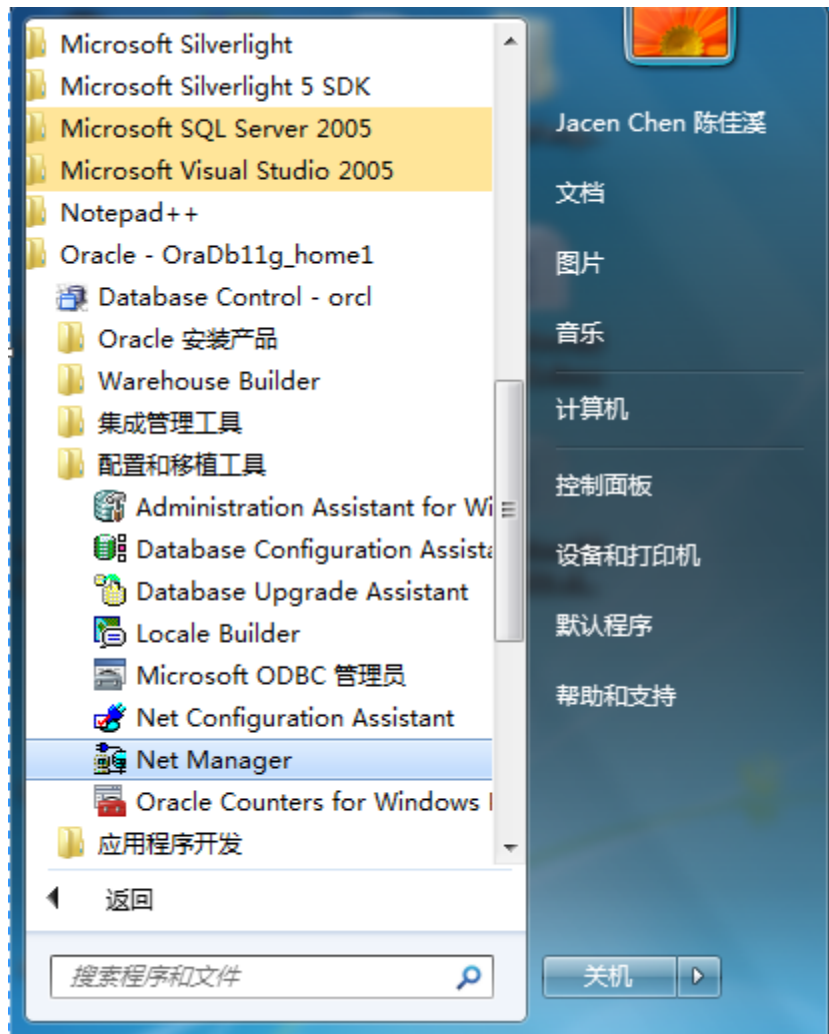 Microsoft Silverlight
Microsoft Silverlight 5 SDK
Microsoft SQL Server 2005
Microsoft Visual Studio 2005
Notepad++
Oracle - OraDb11g_home1
Database Control - orcl
Oracle 安装产品
Warehouse Builder
集成管理工具
配置和移植工具
Administration Assistant for Wi
Database Configuration Assista
Database Upgrade Assistant
Locale Builder
Microsoft ODBC 管理员
Net Configuration Assistant
Net Manager
Oracle Counters for Windows
应用程序开发
返回
搜索程序和文件
Jacen Chen 陈佳溪
文档
图片
音乐
计算机
控制面板
设备和打印机
默认程序
帮助和支持
关机